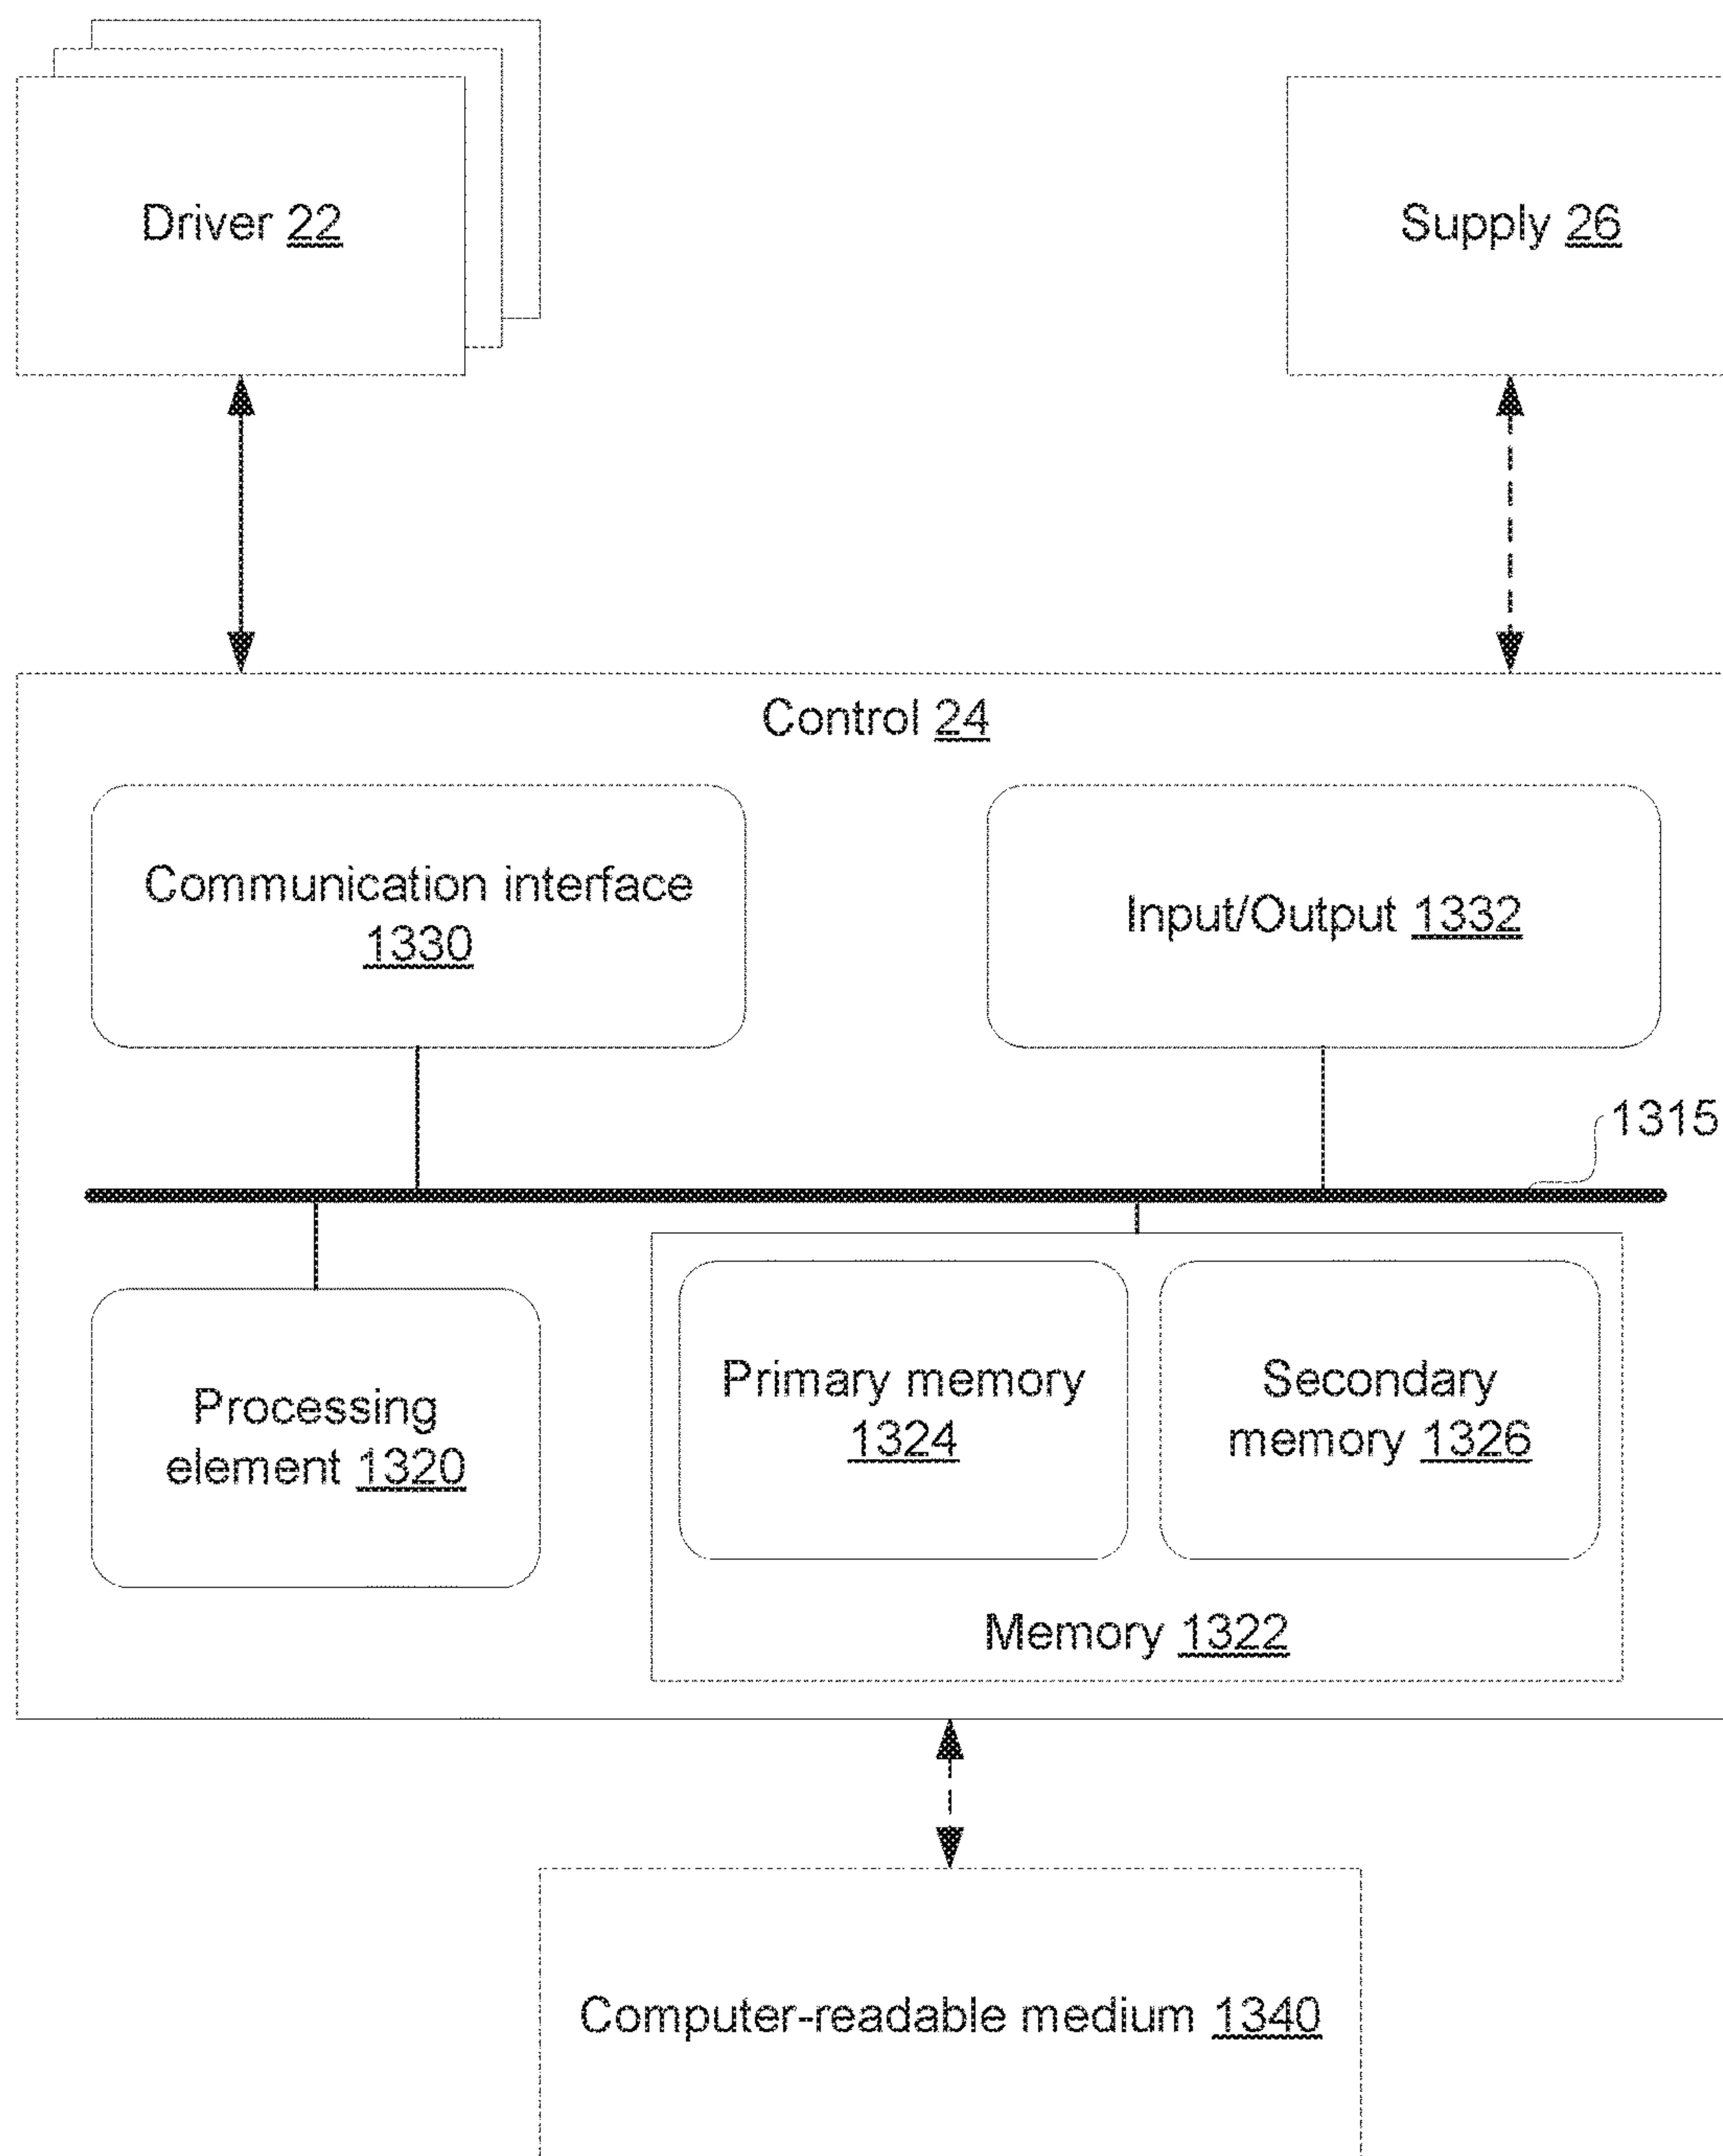 Driver 22
Supply 26
Control 24
Communication interface
1330
Input/Output 1332
1315
Processing
element 1320
Primary memory
1324
Secondary
memory 1326
Memory 1322
Computer-readable medium 1340